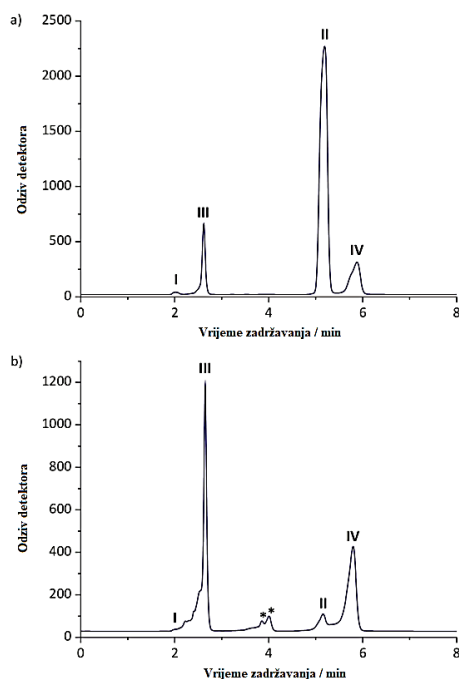 a)
2500
2000
1500
1000
500
0
Odziv detektora
I
III
II
IV
0 2 4 6 8
Vrijeme zadržavanja / min
b)
1200
1000
800
600
400
200
0
Odziv detektora
I
III
* *
II
IV
0 2 4 6 8
Vrijeme zadržavanja / min